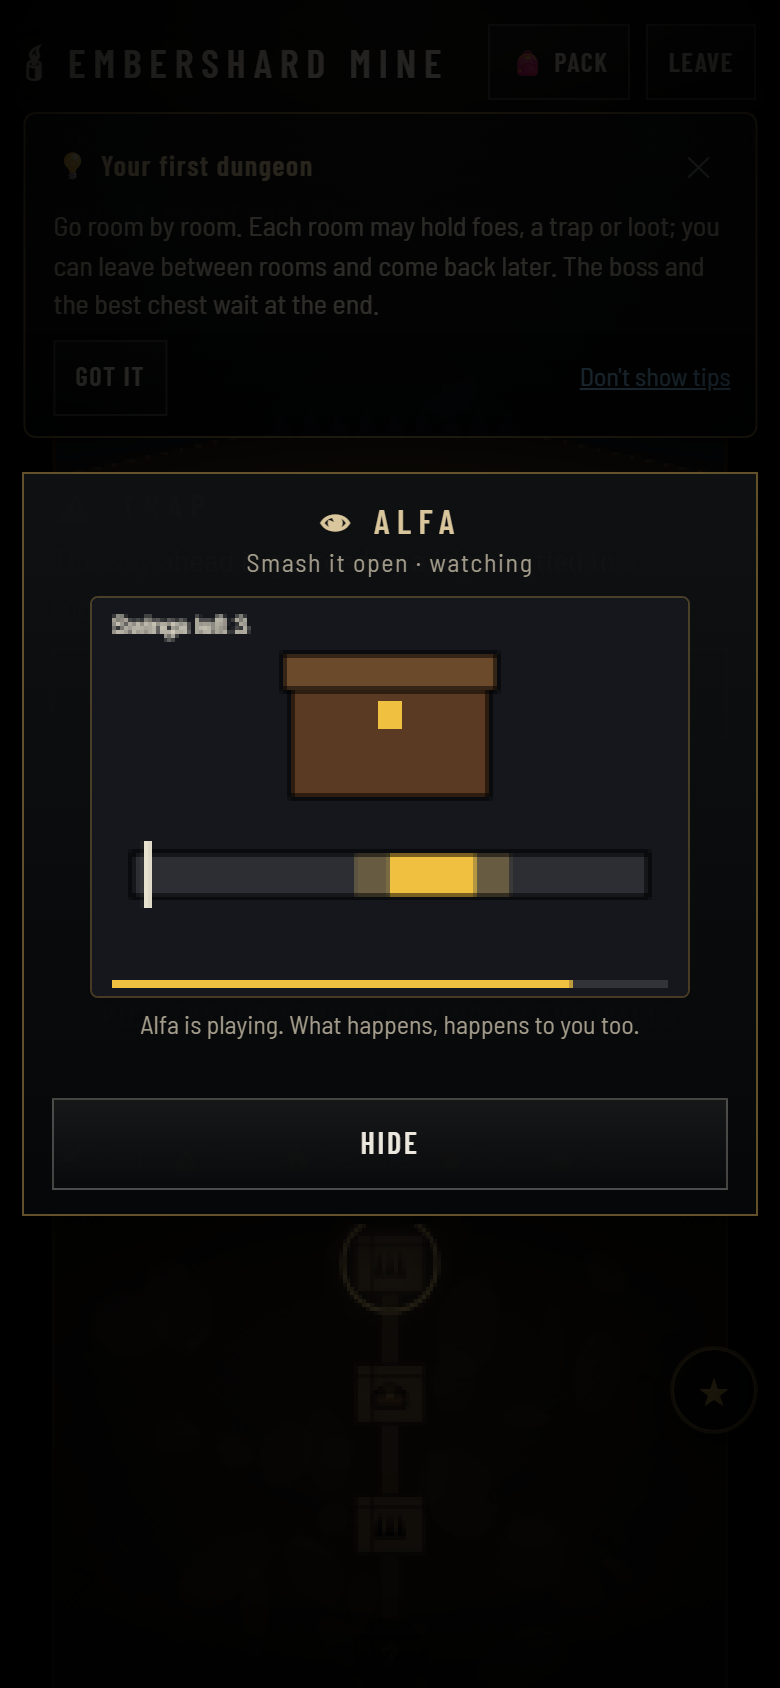 EMBERSHARD MINE
PACK
LEAVE
Your first dungeon
Go room by room. Each room may hold foes, a trap or loot; you
can leave between rooms and come back later. The boss and
the best chest wait at the end.
GOT IT
Don't show tips
ALFA
Smash it open · watching
Swings left 3
Alfa is playing. What happens, happens to you too.
HIDE